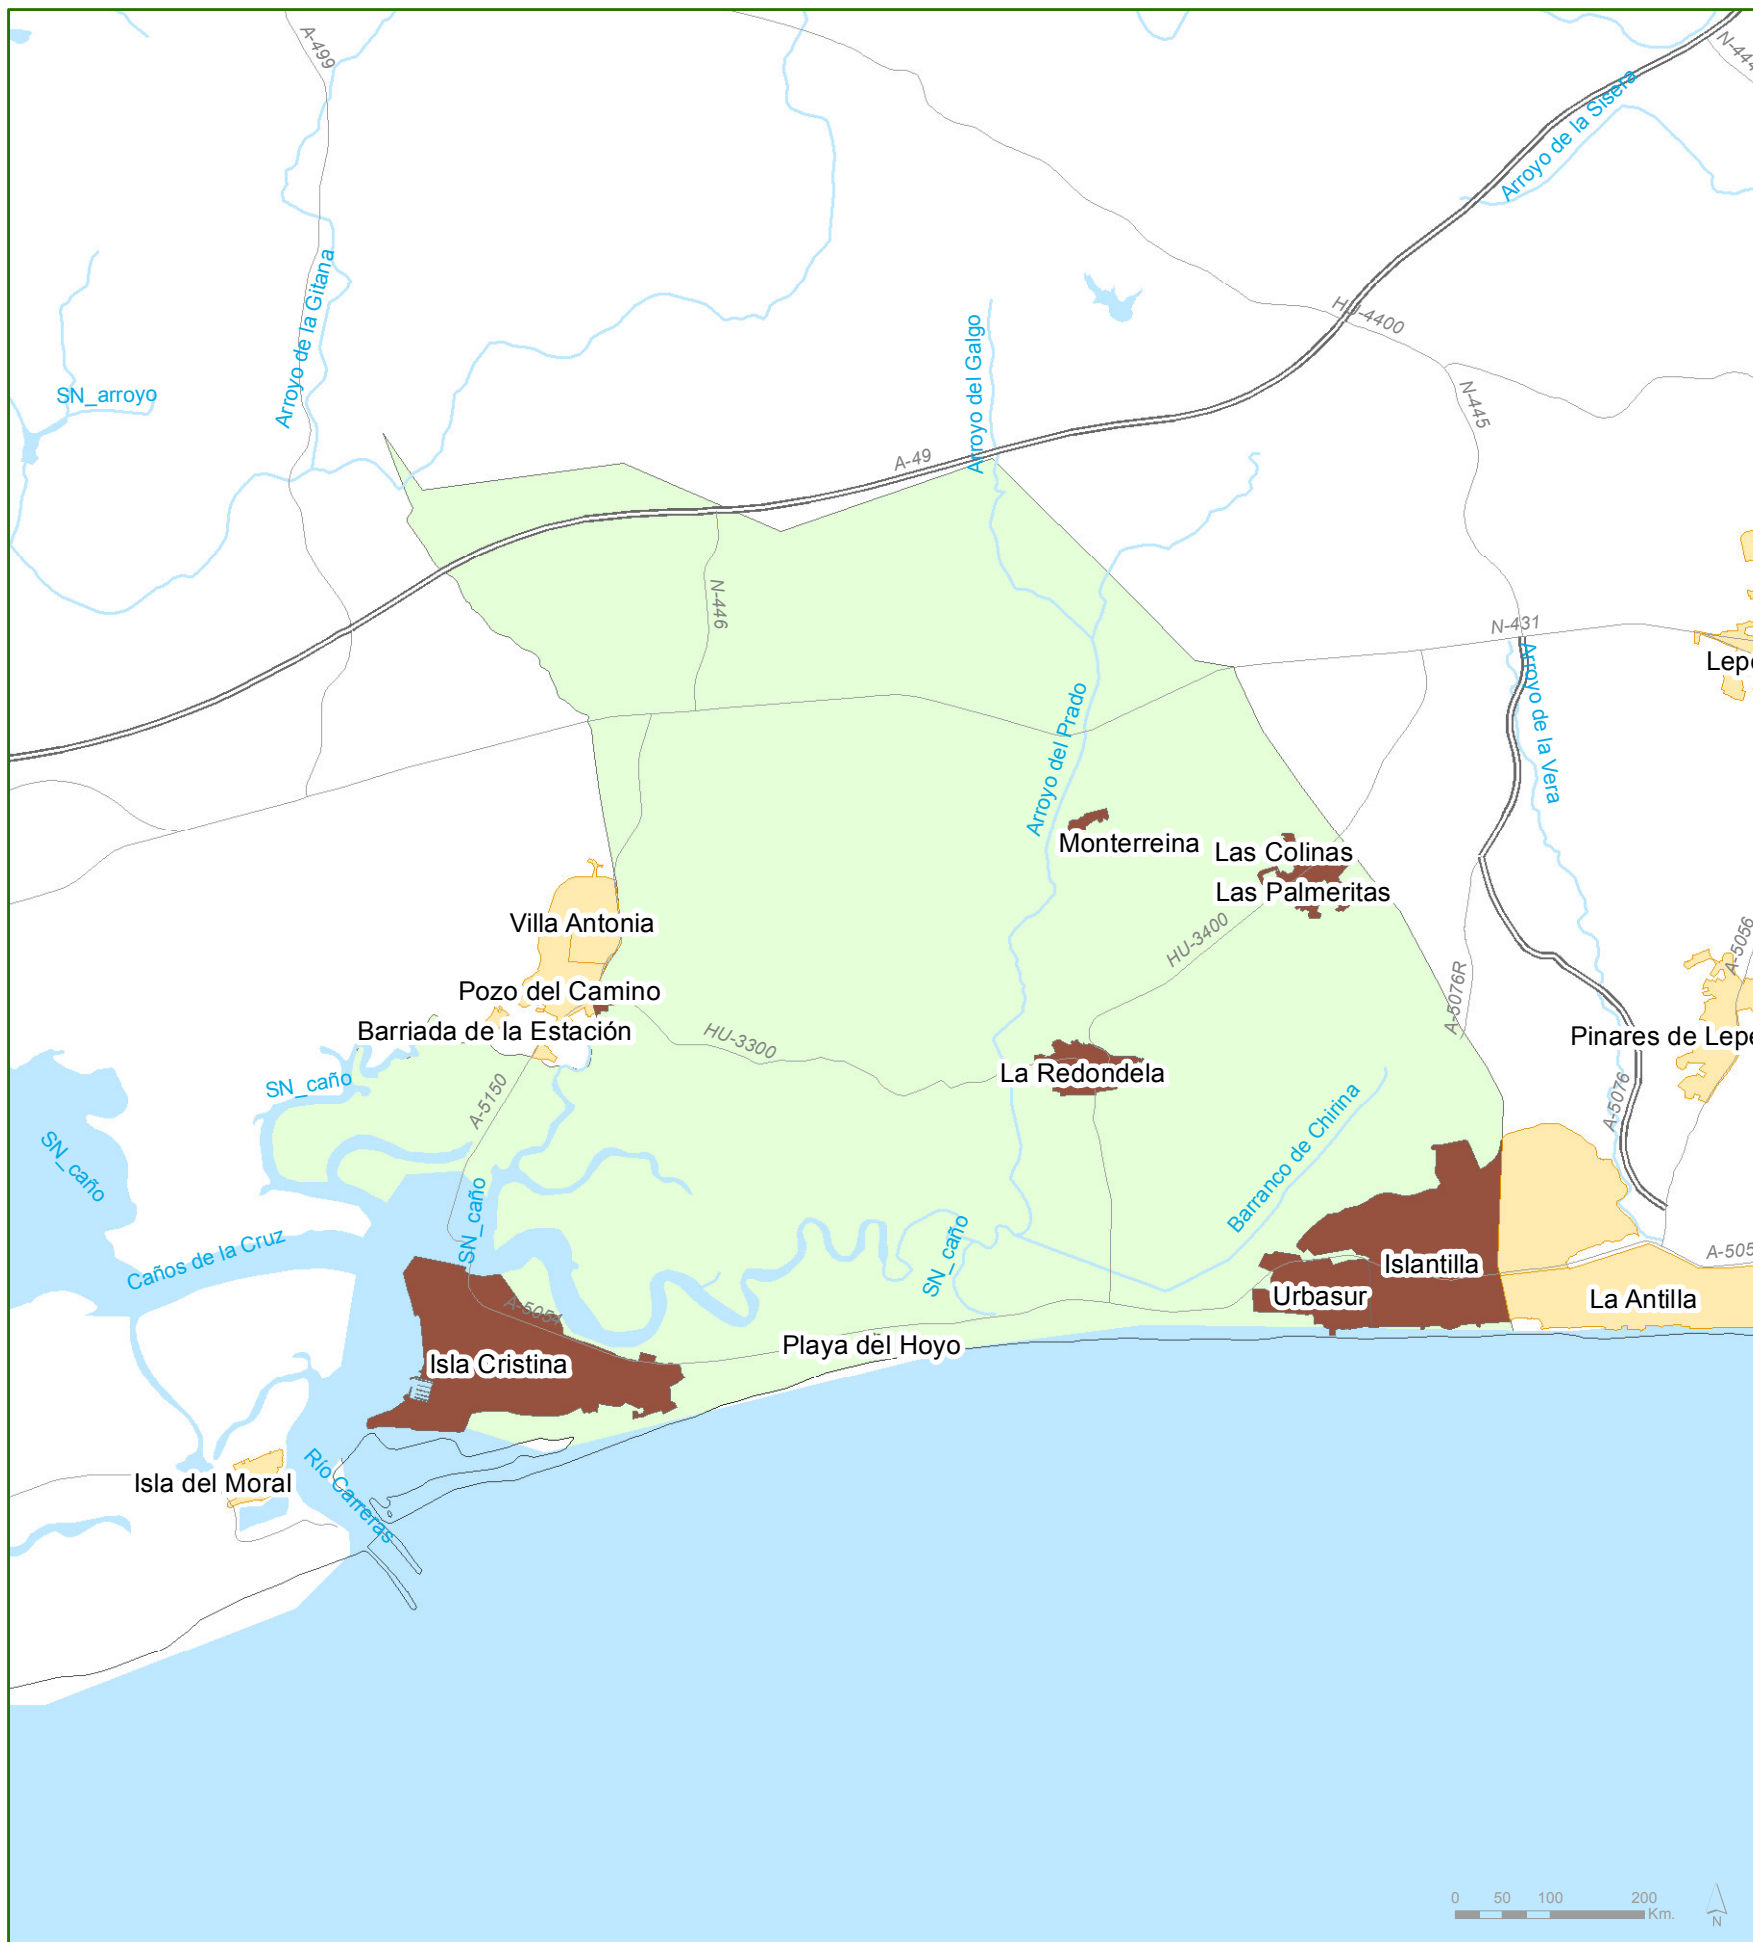 A-499
N-444
Arroyo de la Sisera
Arroyo de la Gitana
HU-4400
Arroyo del Galgo
SN_arroyo
N-445
A-49
N-446
N-431
Arroyo de la Vera
Arroyo del Prado
Monterreina
Las Colinas
Las Palmeritas
Villa Antonia
HU-3400
A-5056
Pozo del Camino
A-5076R
Barriada de la Estación
HU-3300
Pinares de Lepe
La Redondela
SN_caño
A-5150
A-5076
SN_caño
Barranco de Chirina
SN_caño
SN_caño
Caños de la Cruz
Islantilla
A-505
Urbasur
La Antilla
A-5054
Playa del Hoyo
Isla Cristina
Isla del Moral
Río Carreras
0 50 100 200
Km.
N